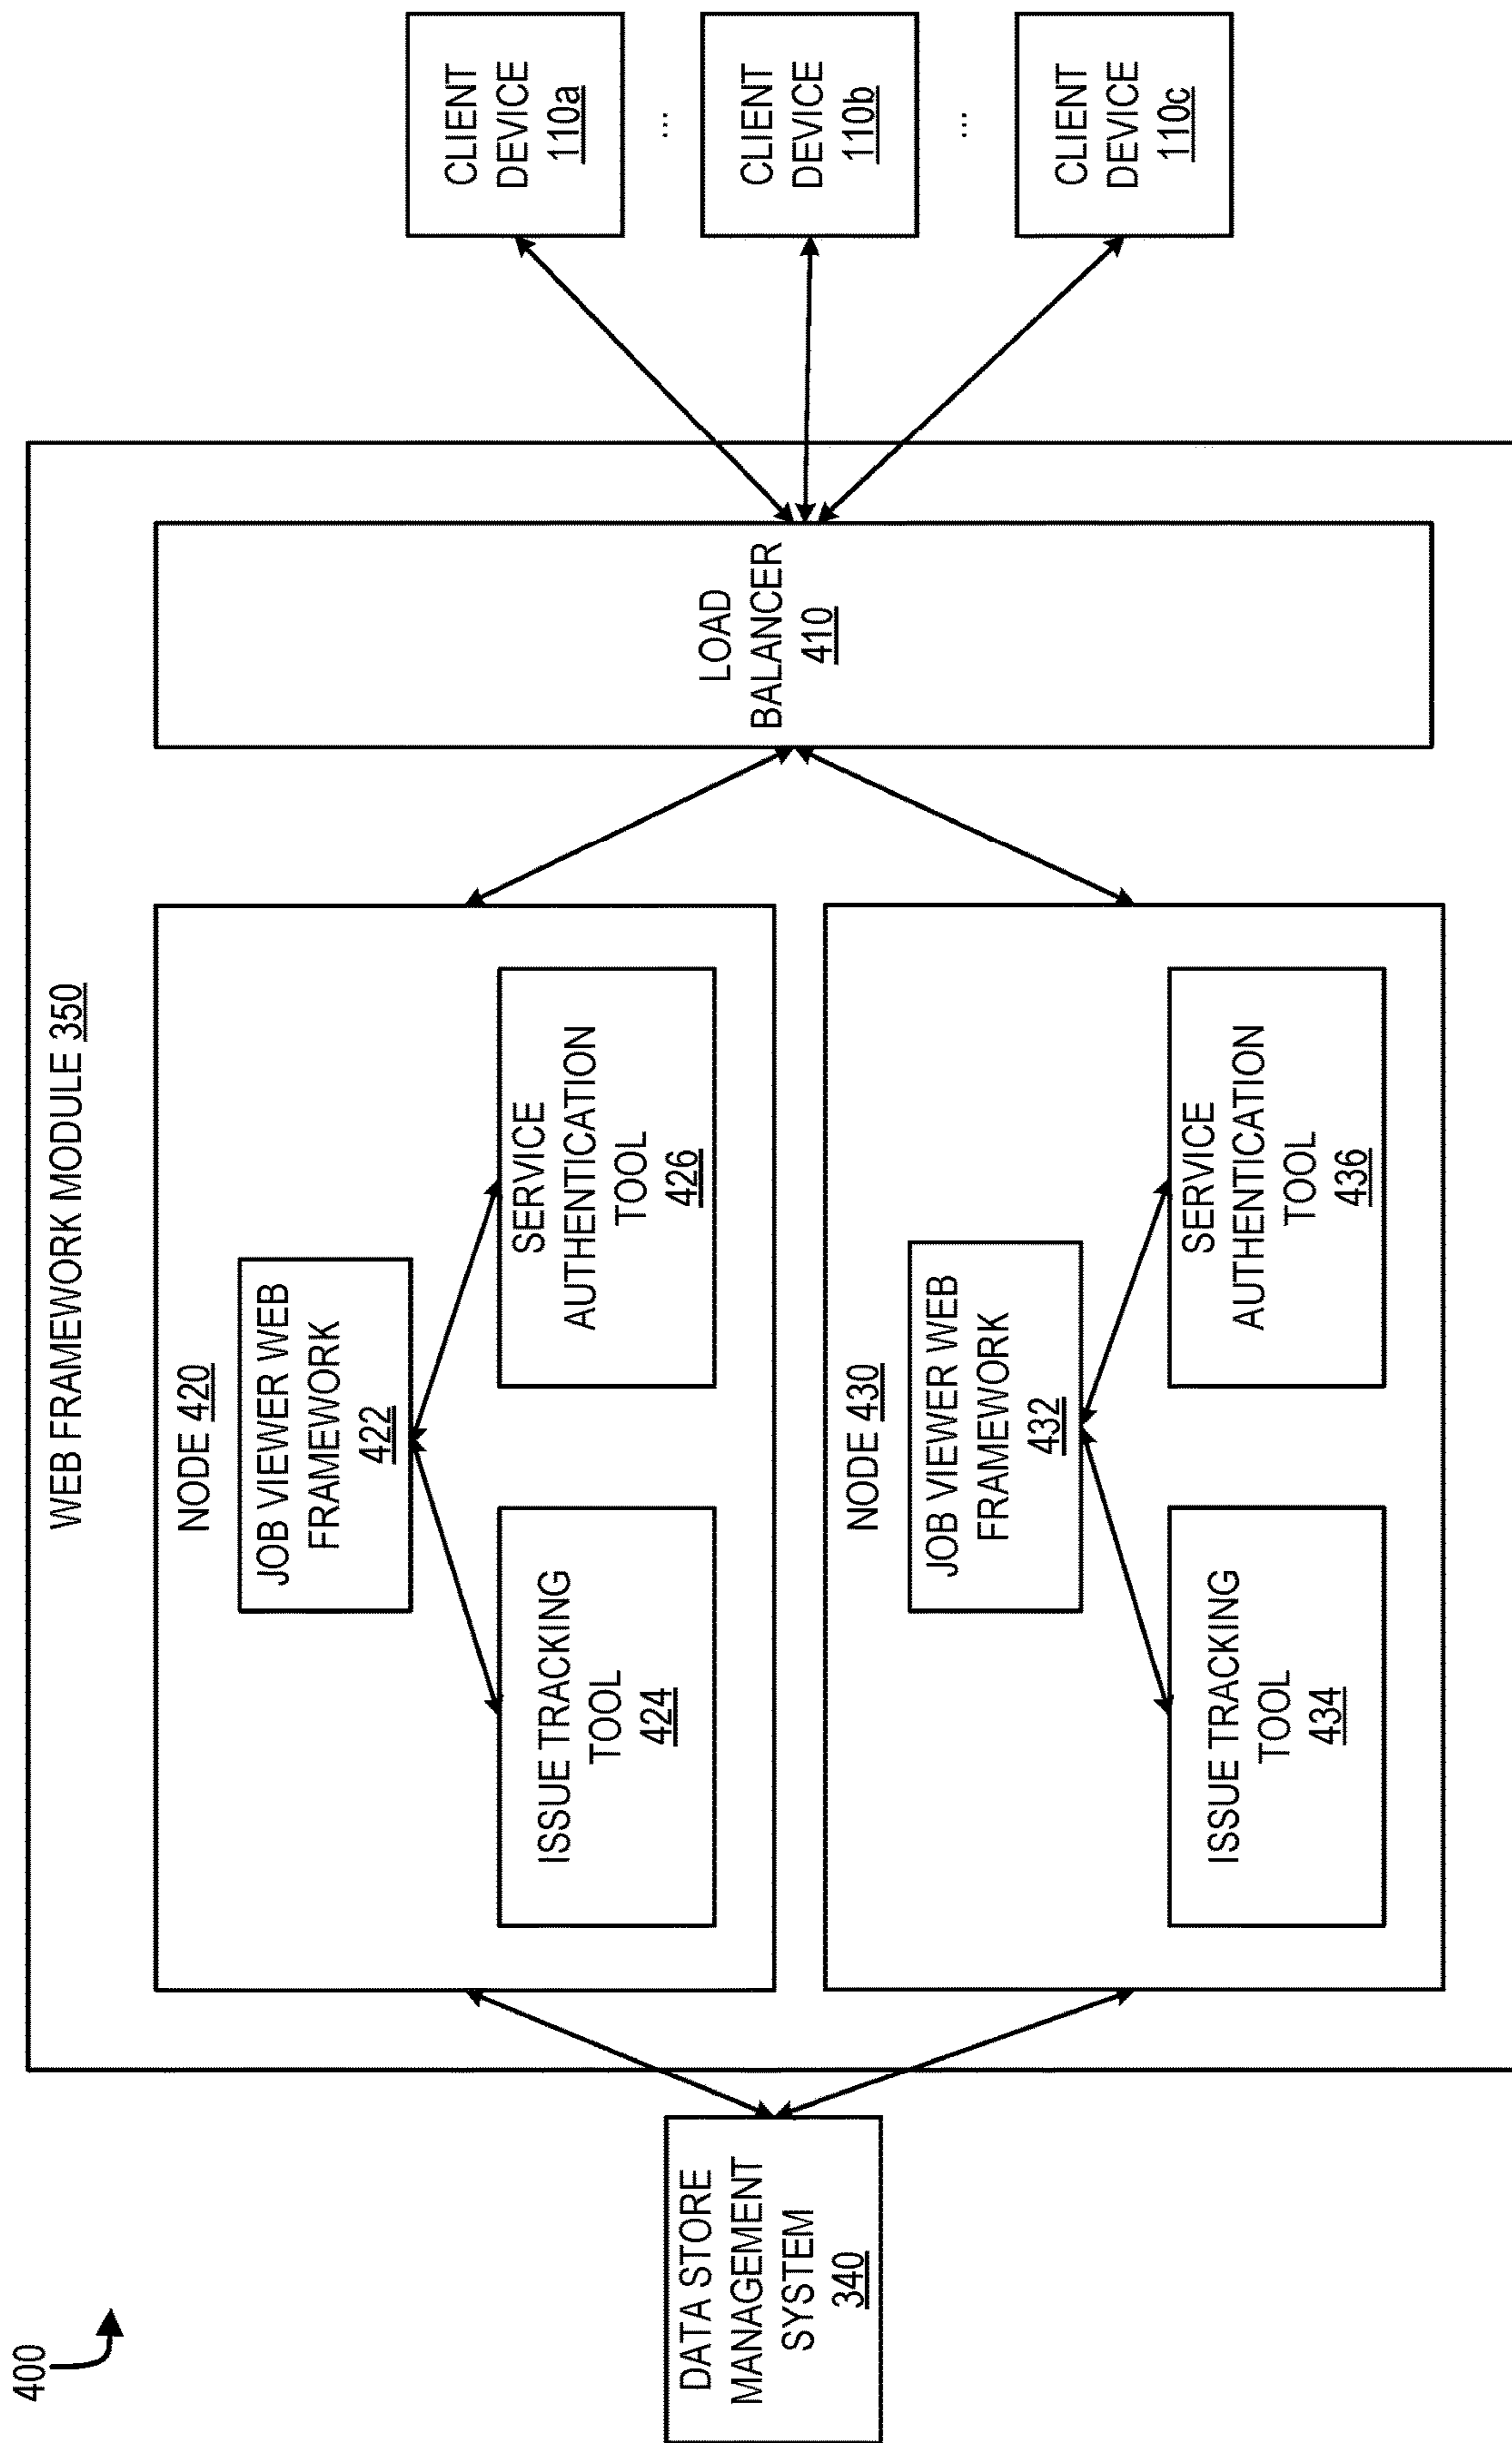 400
DATA STORE
MANAGEMENT
SYSTEM
340
WEB FRAMEWORK MODULE 350
NODE 420
JOB VIEWER WEB
FRAMEWORK
422
ISSUE TRACKING
TOOL
424
SERVICE
AUTHENTICATION
TOOL
426
NODE 430
JOB VIEWER WEB
FRAMEWORK
432
ISSUE TRACKING
TOOL
434
SERVICE
AUTHENTICATION
TOOL
436
LOAD
BALANCER
410
CLIENT
DEVICE
110a
...
CLIENT
DEVICE
110b
...
CLIENT
DEVICE
110c